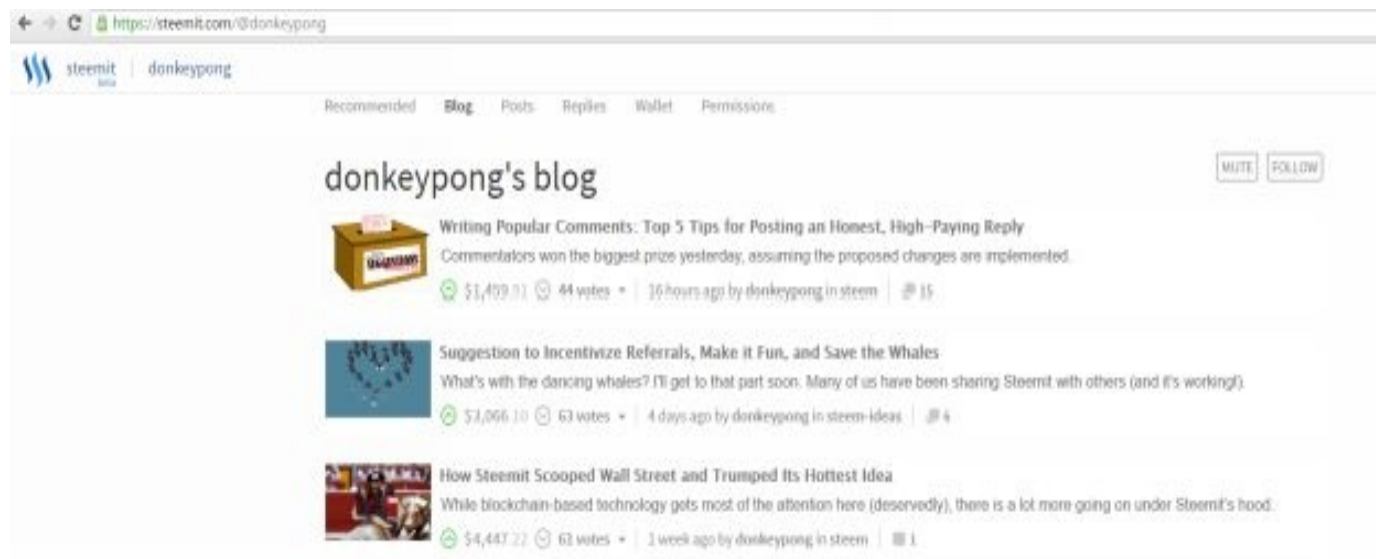 https://steemit.com/@donkeypong
steemit beta | donkeypong
Recommended Blog Posts Replies Wallet Permissions
donkeypong's blog
MUTE FOLLOW
Writing Popular Comments: Top 5 Tips for Posting an Honest, High-Paying Reply
Commentators won the biggest prize yesterday, assuming the proposed changes are implemented.
44 votes | 16 hours ago by donkeypong in steem | 15
Suggestion to Incentivize Referrals, Make it Fun, and Save the Whales
What's with the dancing whales? I'll get to that part soon. Many of us have been sharing Steemit with others (and it's working!).
$3,066.10 63 votes | 4 days ago by donkeypong in steem-ideas
How Steemit Scooped Wall Street and Trumped Its Hottest Idea
While blockchain-based technology gets most of the attention here (deservedly), there is a lot more going on under Steemit's hood.
$4,447.22 61 votes | 1 week ago by donkeypong in steem | 1